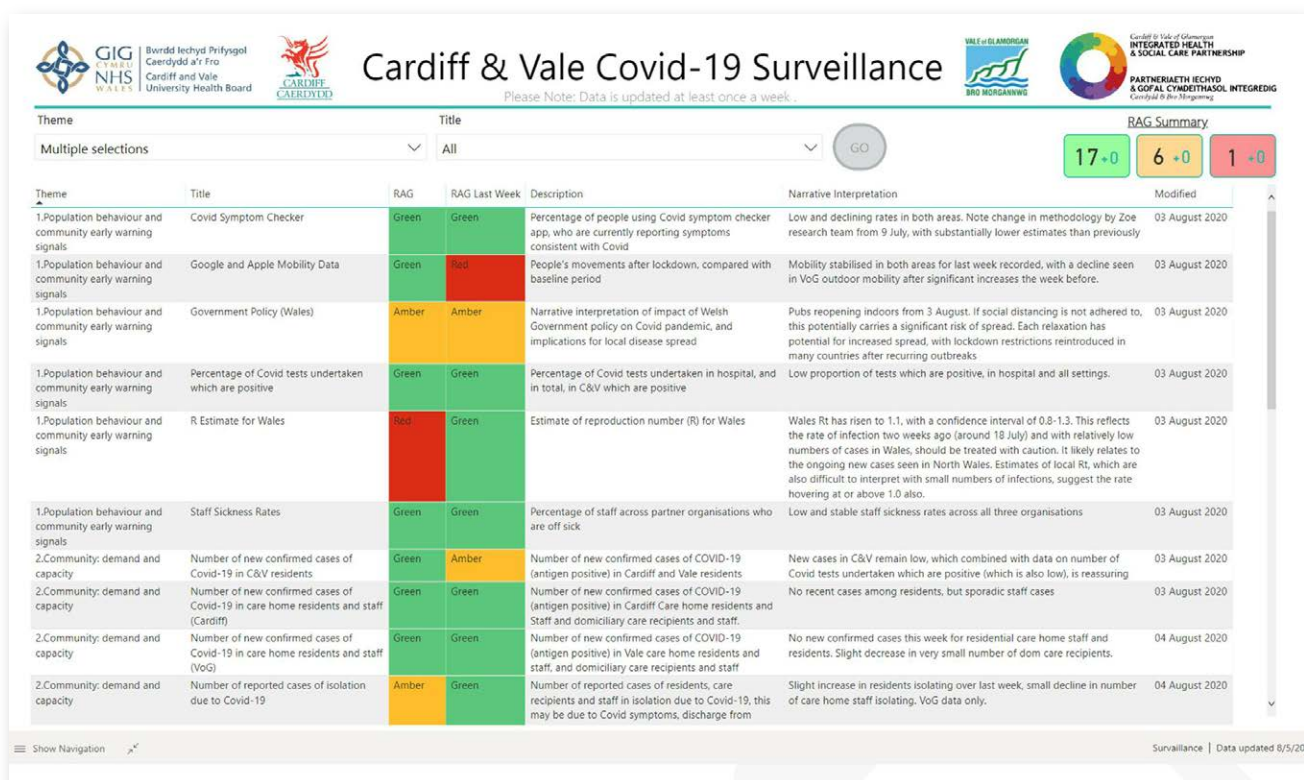 GIG
CYMRU
NHS
WALES
Bwrdd Iechyd Prifysgol
Caerdydd a'r Fro
Cardiff and Vale
University Health Board
CARDIFF
CAERDYDD
Cardiff & Vale Covid-19 Surveillance
Please Note: Data is updated at least once a week .
VALE of GLAMORGAN
BRO MORGANNWG
Cardiff & Vale of Glamorgan
INTEGRATED HEALTH
& SOCIAL CARE PARTNERSHIP
PARTNERIAETH IECHYD
& GOFAL CYMDEITHASOL INTEGREDIG
Caerdydd & Bro Morgannwg
Theme
Title
RAG Summary
Multiple selections
All
GO
17 +0
6 +0
1 +0
Theme
Title
RAG
RAG Last Week
Description
Narrative Interpretation
Modified
1.Population behaviour and
community early warning
signals
Covid Symptom Checker
Green
Green
Percentage of people using Covid symptom checker
app, who are currently reporting symptoms
consistent with Covid
Low and declining rates in both areas. Note change in methodology by Zoe
research team from 9 July, with substantially lower estimates than previously
03 August 2020
1.Population behaviour and
community early warning
signals
Google and Apple Mobility Data
Green
Red
People's movements after lockdown, compared with
baseline period
Mobility stabilised in both areas for last week recorded, with a decline seen
in VoG outdoor mobility after significant increases the week before.
03 August 2020
1.Population behaviour and
community early warning
signals
Government Policy (Wales)
Amber
Amber
Narrative interpretation of impact of Welsh
Government policy on Covid pandemic, and
implications for local disease spread
Pubs reopening indoors from 3 August. If social distancing is not adhered to,
this potentially carries a significant risk of spread. Each relaxation has
potential for increased spread, with lockdown restrictions reintroduced in
many countries after recurring outbreaks
03 August 2020
1.Population behaviour and
community early warning
signals
Percentage of Covid tests undertaken
which are positive
Green
Green
Percentage of Covid tests undertaken in hospital, and
in total, in C&V which are positive
Low proportion of tests which are positive, in hospital and all settings.
03 August 2020
1.Population behaviour and
community early warning
signals
R Estimate for Wales
Red
Green
Estimate of reproduction number (R) for Wales
Wales Rt has risen to 1.1, with a confidence interval of 0.8-1.3. This reflects
the rate of infection two weeks ago (around 18 July) and with relatively low
numbers of cases in Wales, should be treated with caution. It likely relates to
the ongoing new cases seen in North Wales. Estimates of local Rt, which are
also difficult to interpret with small numbers of infections, suggest the rate
hovering at or above 1.0 also.
03 August 2020
1.Population behaviour and
community early warning
signals
Staff Sickness Rates
Green
Green
Percentage of staff across partner organisations who
are off sick
Low and stable staff sickness rates across all three organisations
03 August 2020
2.Community: demand and
capacity
Number of new confirmed cases of
Covid-19 in C&V residents
Green
Amber
Number of new confirmed cases of COVID-19
(antigen positive) in Cardiff and Vale residents
New cases in C&V remain low, which combined with data on number of
Covid tests undertaken which are positive (which is also low), is reassuring
03 August 2020
2.Community: demand and
capacity
Number of new confirmed cases of
Covid-19 in care home residents and staff
(Cardiff)
Green
Green
Number of new confirmed cases of COVID-19
(antigen positive) in Cardiff Care home residents and
Staff and domiciliary care recipients and staff.
No recent cases among residents, but sporadic staff cases
03 August 2020
2.Community: demand and
capacity
Number of new confirmed cases of
Covid-19 in care home residents and staff
(VoG)
Green
Green
Number of new confirmed cases of COVID-19
(antigen positive) in Vale care home residents and
staff, and domiciliary care recipients and staff
No new confirmed cases this week for residential care home staff and
residents. Slight decrease in very small number of dom care recipients.
04 August 2020
2.Community: demand and
capacity
Number of reported cases of isolation
due to Covid-19
Amber
Green
Number of reported cases of residents, care
recipients and staff in isolation due to Covid-19, this
may be due to Covid symptoms, discharge from
Slight increase in residents isolating over last week, small decline in number
of care home staff isolating. VoG data only.
04 August 2020
Show Navigation
Survaillance | Data updated 8/5/20